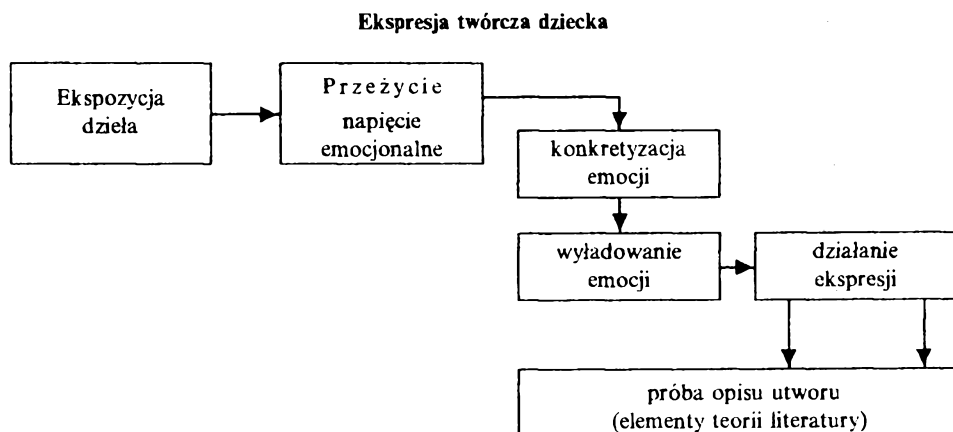 Ekspresja twórcza dziecka
Ekspozycja
dzieła
Przeżycie
napięcie
emocjonalne
konkretyzacja
emocji
wyładowanie
emocji
działanie
ekspresji
próba opisu utworu
(elementy teorii literatury)